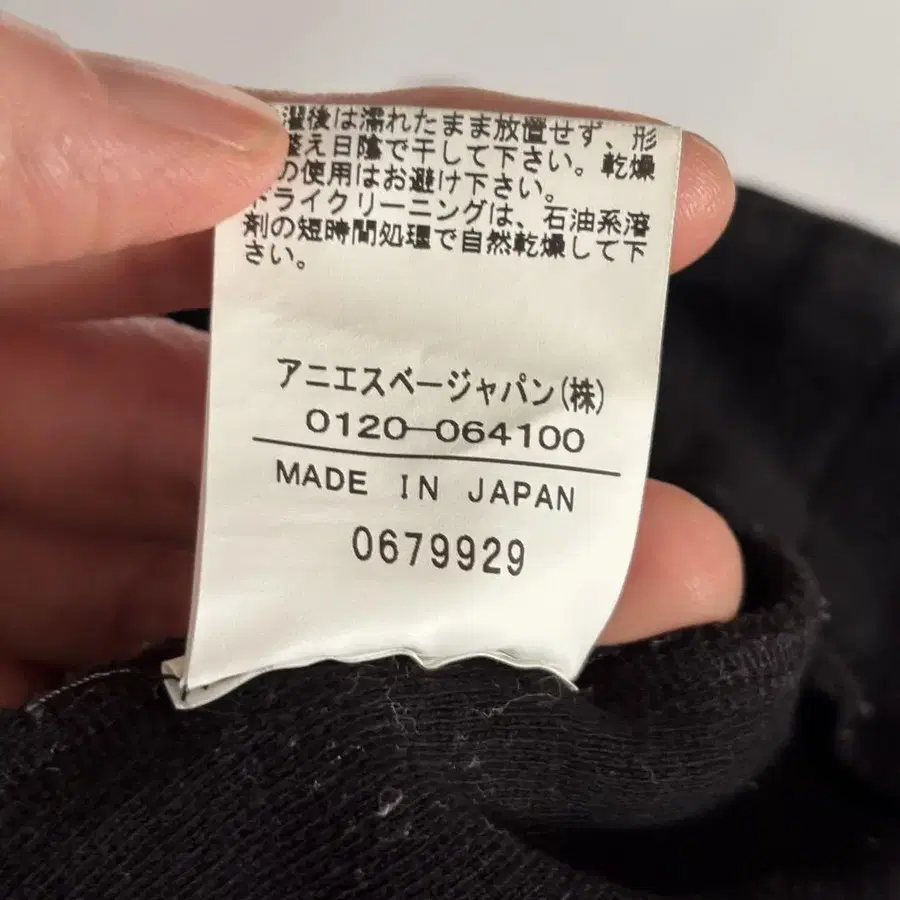 濯後は濡れたまま放置せず、形
整え日陰で干して下さい。乾燥
の使用はお避け下さい。
ドライクリーニングは、石油系溶
剤の短時間処理で自然乾燥して下
さい。
アニエスベージャパン(株)
0120-064100
MADE IN JAPAN
0679929